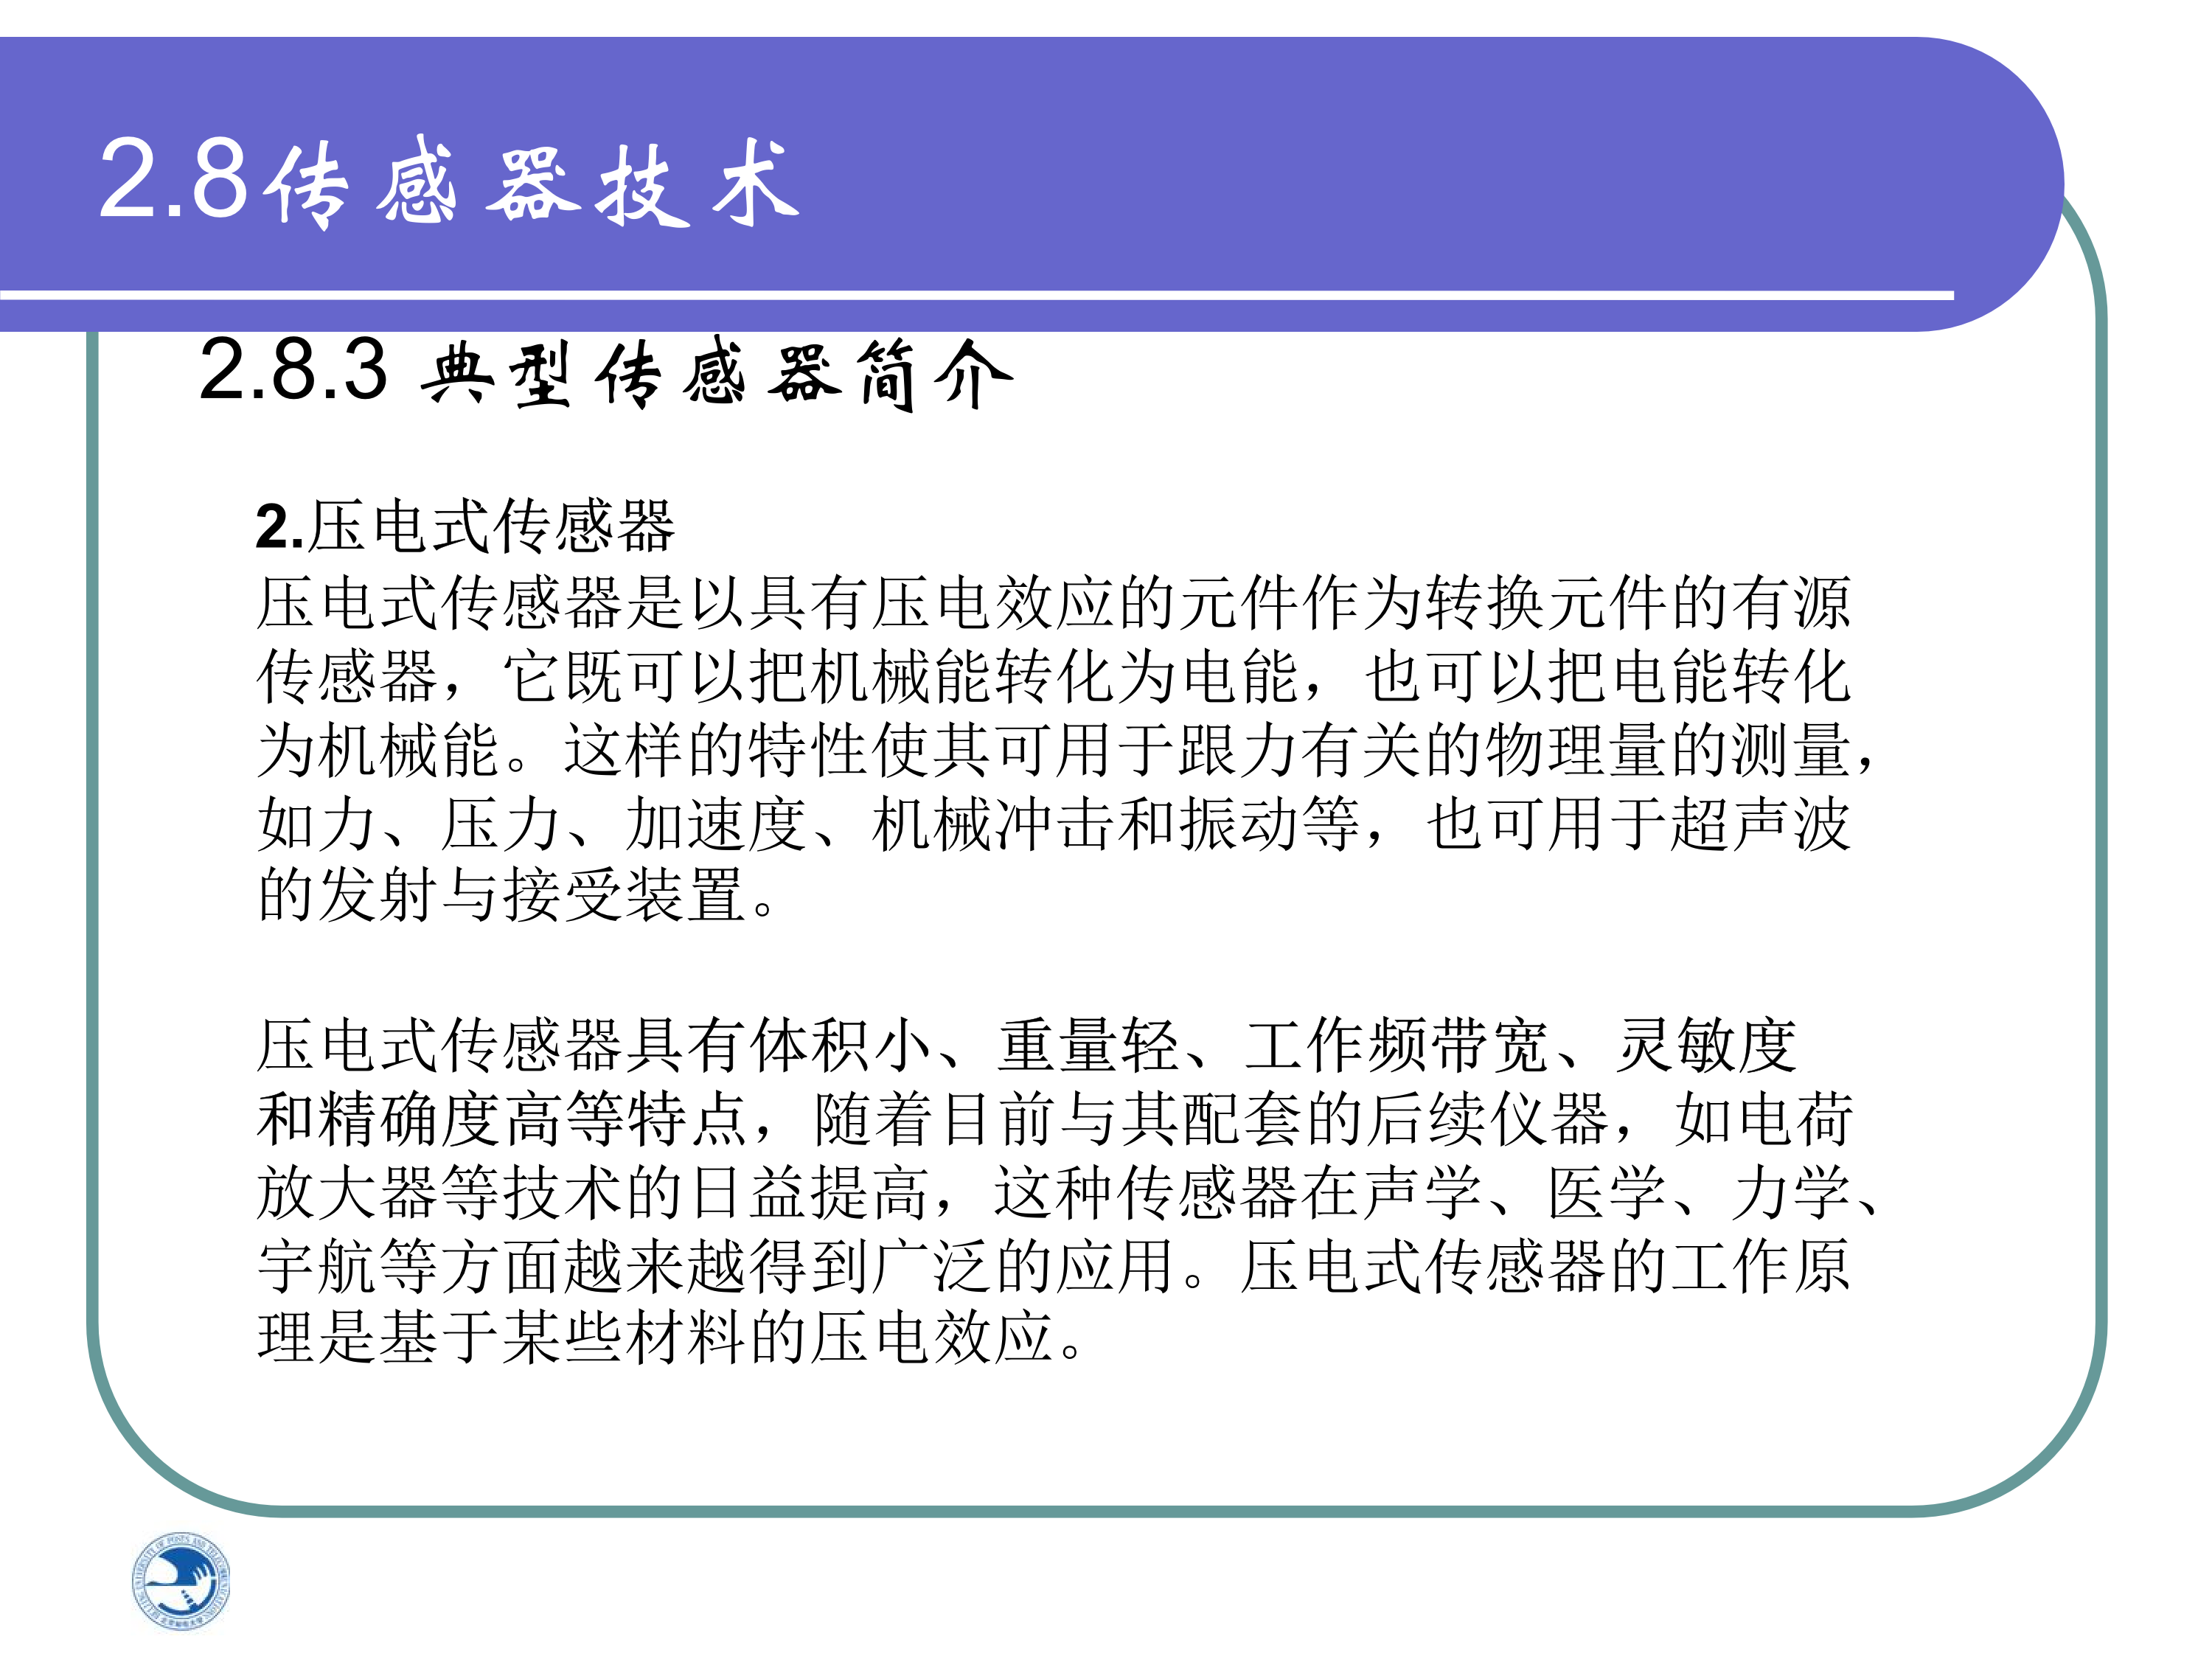 2.8传感器技术
2.8.3 典型传感器简介
2.压电式传感器
压电式传感器是以具有压电效应的元件作为转换元件的有源
传感器，它既可以把机械能转化为电能，也可以把电能转化
为机械能。这样的特性使其可用于跟力有关的物理量的测量，
如力、压力、加速度、机械冲击和振动等，也可用于超声波
的发射与接受装置。
压电式传感器具有体积小、重量轻、工作频带宽、灵敏度
和精确度高等特点，随着目前与其配套的后续仪器，如电荷
放大器等技术的日益提高，这种传感器在声学、医学、力学、
宇航等方面越来越得到广泛的应用。压电式传感器的工作原
理是基于某些材料的压电效应。